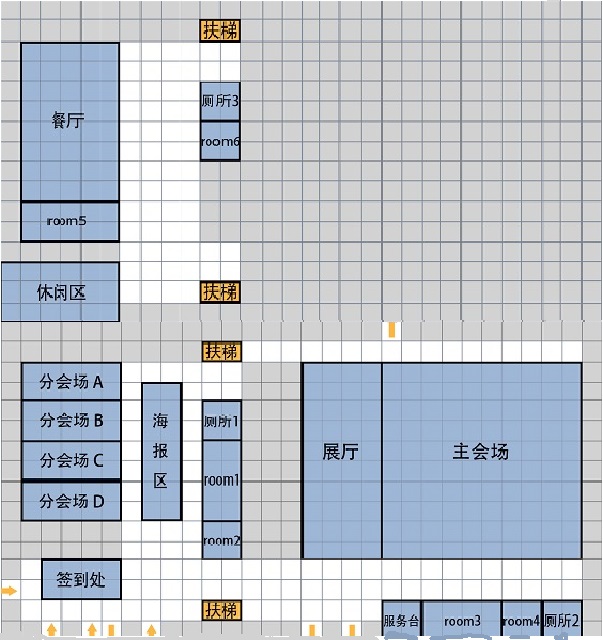 扶梯
厕所3
餐厅
room6
room5
休闲区
扶梯
扶梯
分会场 A
海报区
分会场 B
厕所1
分会场 C
展厅
主会场
room1
分会场 D
room2
签到处
扶梯
服务台
room3
room4
厕所2